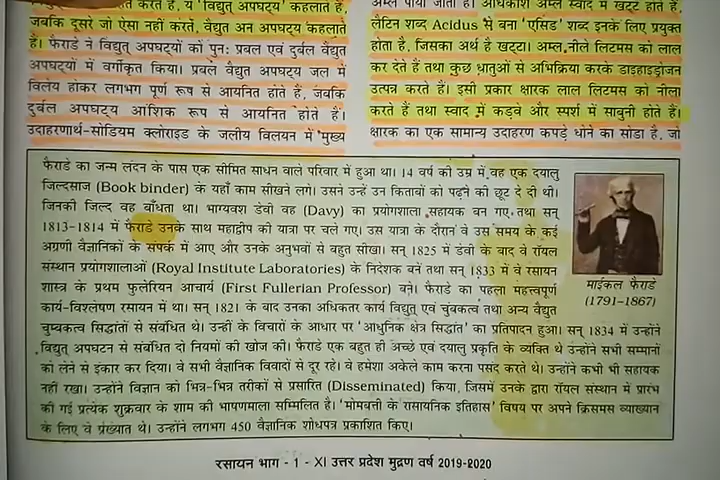 करते हैं, ये 'विद्युत् अपघट्य' कहलाते हैं,
जबकि दूसरे जो ऐसा नहीं करते, वैद्युत अन अपघट्य कहलाते
हैं। फैराडे ने विद्युत् अपघट्यों को पुन: प्रबल एवं दुर्बल वैद्युत
अपघट्यों में वर्गीकृत किया। प्रबल वैद्युत अपघट्य जल में
विलेय होकर लगभग पूर्ण रूप से आयनित होते हैं, जबकि
दुर्बल अपघट्य आंशिक रूप से आयनित होते हैं।
उदाहरणार्थ-सोडियम क्लोराइड के जलीय विलयन में 'मुख्य
अम्ल पाया जाता है। अधिकांश अम्ल स्वाद में खट्टे होते हैं,
लैटिन शब्द Acidus से बना 'एसिड' शब्द इनके लिए प्रयुक्त
होता है, जिसका अर्थ है खट्टा। अम्ल, नीले लिटमस को लाल
कर देते हैं तथा कुछ धातुओं से अभिक्रिया करके डाइहाइड्रोजन
उत्पन्न करते हैं। इसी प्रकार क्षारक लाल लिटमस को नीला
करते हैं तथा स्वाद में कड़वे और स्पर्श में साबुनी होते हैं।
क्षारक का एक सामान्य उदाहरण कपड़े धोने का सोडा है, जो
फैराडे का जन्म लंदन के पास एक सीमित साधन वाले परिवार में हुआ था। 14 वर्ष की उम्र में वह एक दयालु
जिल्दसाज (Book binder) के यहाँ काम सीखने लगे। उसने उन्हें उन किताबों को पढ़ने की छूट दे दी थी।
जिनकी जिल्द वह बाँधता था। भाग्यवश डेवी वह (Davy) का प्रयोगशाला सहायक बन गए, तथा सन्
1813-1814 में फैराडे उनके साथ महाद्वीप की यात्रा पर चले गए। उस यात्रा के दौरान वे उस समय के कई
अग्रणी वैज्ञानिकों के संपर्क में आए और उनके अनुभवों से बहुत सीखा। सन् 1825 में डेवी के बाद वे रॉयल
संस्थान प्रयोगशालाओं (Royal Institute Laboratories) के निदेशक बने तथा सन् 1833 में वे रसायन
शास्त्र के प्रथम फुलेरियन आचार्य (First Fullerian Professor) बने। फैराडे का पहला महत्त्वपूर्ण
कार्य-विश्लेषण रसायन में था। सन् 1821 के बाद उनका अधिकतर कार्य विद्युत् एवं चुंबकत्व तथा अन्य वैद्युत
चुम्बकत्व सिद्धांतों से संबंधित थे। उन्हीं के विचारों के आधार पर 'आधुनिक क्षेत्र सिद्धांत' का प्रतिपादन हुआ। सन् 1834 में उन्होंने
विद्युत् अपघटन से संबंधित दो नियमों की खोज की। फैराडे एक बहुत ही अच्छे एवं दयालु प्रकृति के व्यक्ति थे उन्होंने सभी सम्मानों
को लेने से इंकार कर दिया। वे सभी वैज्ञानिक विवादों से दूर रहे। वे हमेशा अकेले काम करना पसंद करते थे। उन्होंने कभी भी सहायक
नहीं रखा। उन्होंने विज्ञान को भिन्न-भिन्न तरीकों से प्रसारित (Disseminated) किया, जिसमें उनके द्वारा रॉयल संस्थान में प्रारंभ
की गई प्रत्येक शुक्रवार के शाम की भाषणमाला सम्मिलित है। 'मोमबत्ती के रासायनिक इतिहास' विषय पर अपने क्रिसमस व्याख्यान
के लिए वे प्रख्यात थे। उन्होंने लगभग 450 वैज्ञानिक शोधपत्र प्रकाशित किए।
माईकल फैराडे
(1791–1867)
रसायन भाग - 1 - XI उत्तर प्रदेश मुद्रण वर्ष 2019-2020